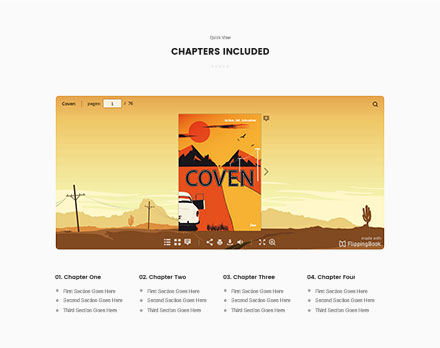 Quick View
CHAPTERS INCLUDED
Coven
pages: 1 / 76
COVEN
made with
FlippingBook
01. Chapter One
First Section Goes Here
Second Section Goes Here
Third Section Goes Here
02. Chapter Two
First Section Goes Here
Second Section Goes Here
Third Section Goes Here
03. Chapter Three
First Section Goes Here
Second Section Goes Here
Third Section Goes Here
04. Chapter Four
First Section Goes Here
Second Section Goes Here
Third Section Goes Here